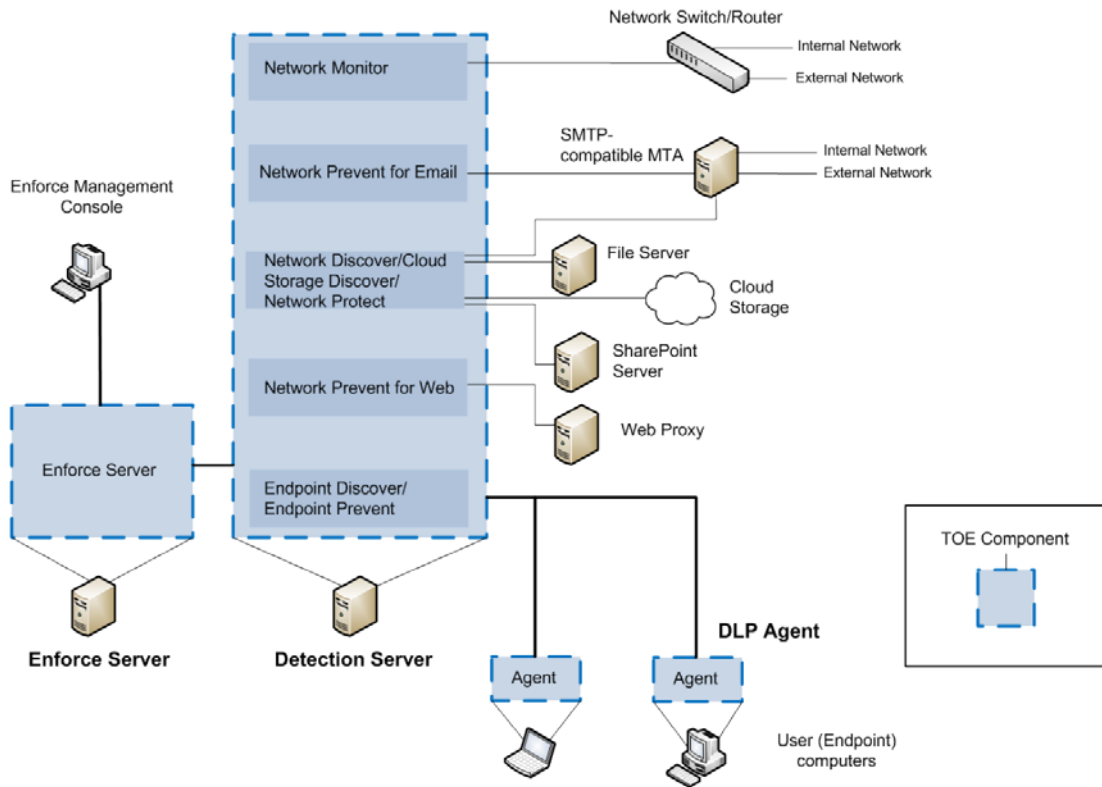 Network Switch/Router
Internal Network
External Network
Network Monitor
SMTP-
compatible MTA
Internal Network
External Network
Network Prevent for Email
Enforce Management
Console
File Server
Network Discover/Cloud
Storage Discover/
Network Protect
Cloud
Storage
SharePoint
Server
Network Prevent for Web
Web Proxy
Enforce Server
Endpoint Discover/
Endpoint Prevent
TOE Component
DLP Agent
Enforce Server
Detection Server
Agent
Agent
User (Endpoint)
computers